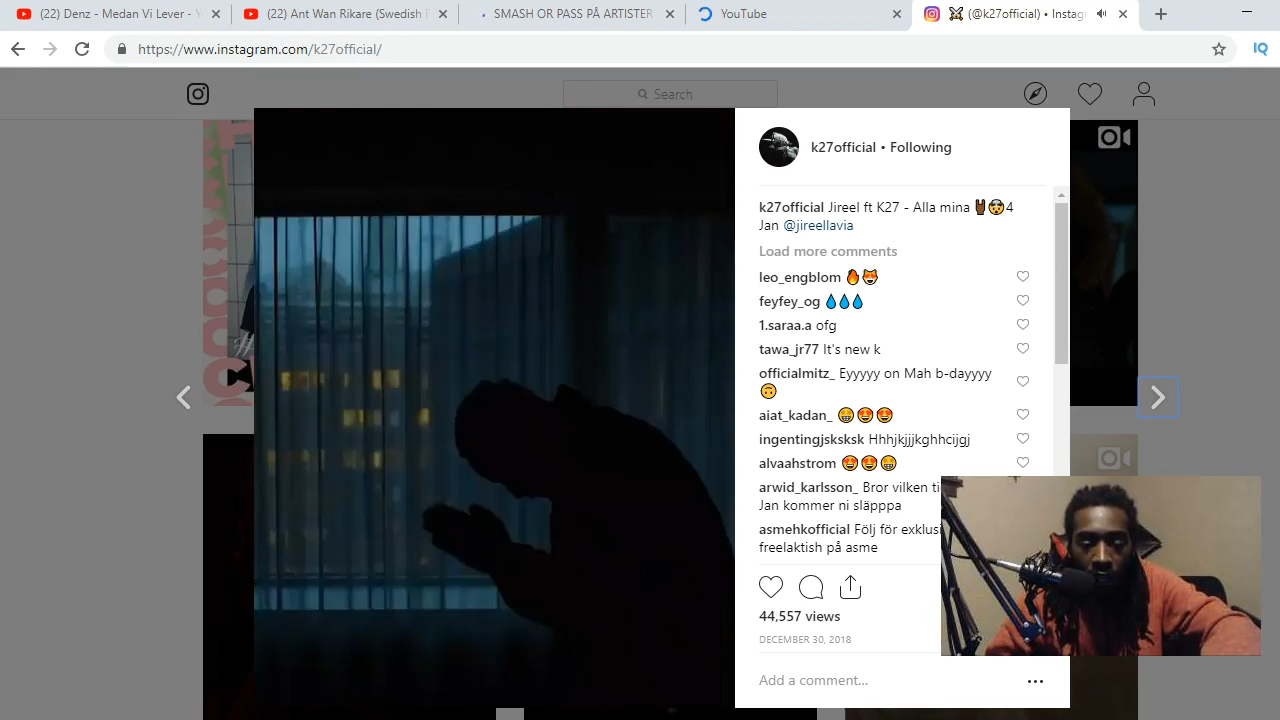 (22) Denz - Medan Vi Lever - Y
(22) Ant Wan Rikare (Swedish R
SMASH OR PASS PÅ ARTISTER
YouTube
(@k27official) • Instag
https://www.instagram.com/k27official/
IQ
Search
k27official • Following
k27official Jireel ft K27 - Alla mina 🤘🏿😲4
Jan @jireellavia
Load more comments
leo_engblom 🔥😻
feyfey_og 💧💧💧
1.saraa.a ofg
tawa_jr77 It's new k
officialmitz_ Eyyyyy on Mah b-dayyyy
🙃
aiat_kadan_ 😁😍😍
ingentingjsksksk Hhhjkjjjkghhcijgj
alvaahstrom 😍😍😁
arwid_karlsson_ Bror vilken ti
Jan kommer ni släpppa
asmehkofficial Följ för exklusi
freelaktish på asme
44,557 views
DECEMBER 30, 2018
Add a comment...